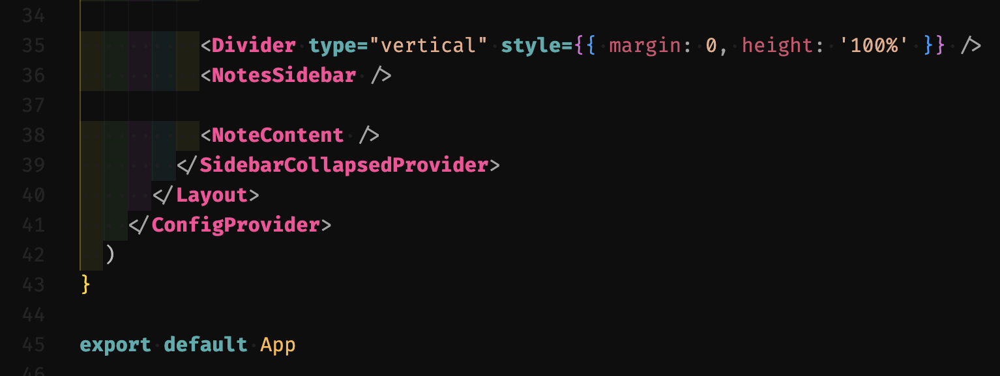 34
35 <Divider type="vertical" style={{ margin: 0, height: '100%' }} />
36 <NotesSidebar />
37
38 <NoteContent />
39 </SidebarCollapsedProvider>
40 </Layout>
41 </ConfigProvider>
42 )
43 }
44
45 export default App
46